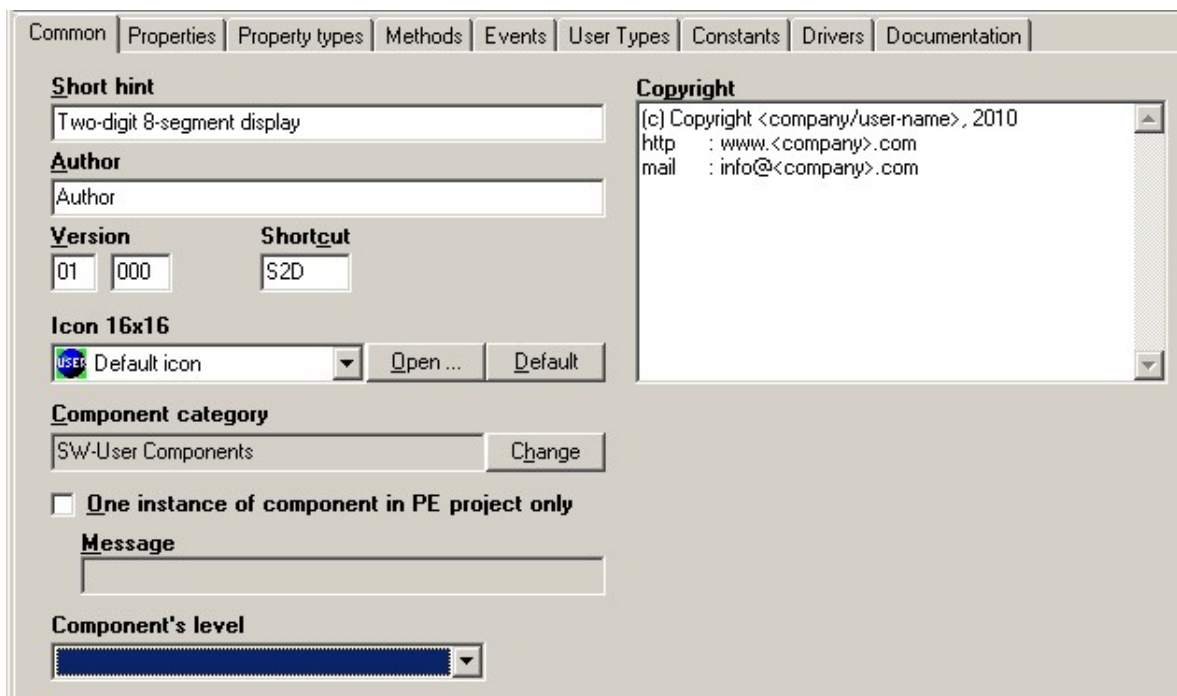 Common Properties Property types Methods Events User Types Constants Drivers Documentation
Short hint
Two-digit 8-segment display
Author
Author
Version Shortcut
01 000 S2D
Icon 16x16
USER Default icon Open ... Default
Component category
SW-User Components Change
One instance of component in PE project only
Message
Component's level
Copyright
(c) Copyright <company/user-name>, 2010
http : www.<company>.com
mail : info@<company>.com